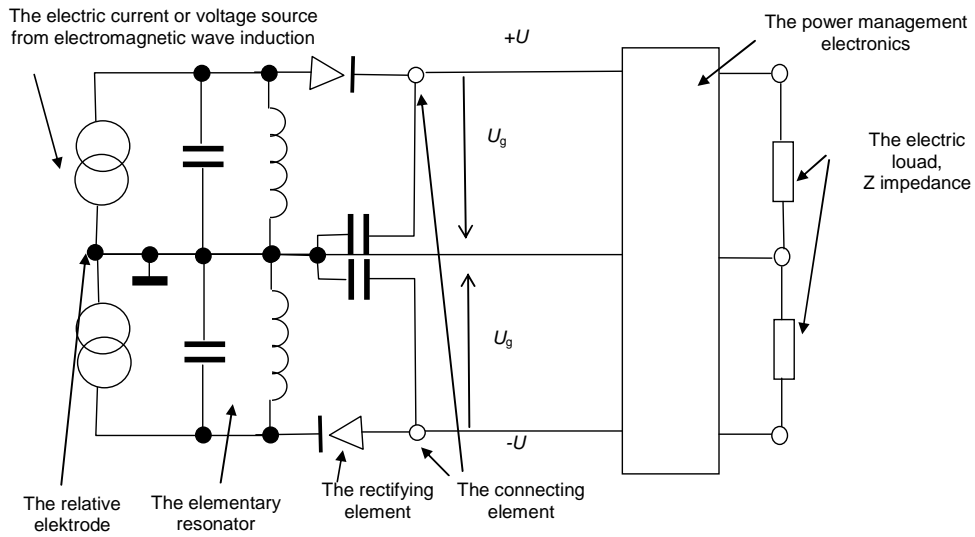 The electric current or voltage source
from electromagnetic wave induction
+U
The power management
electronics
Ug
The electric
louad,
Z impedance
Ug
-U
The relative
elektrode
The elementary
resonator
The rectifying
element
The connecting
element